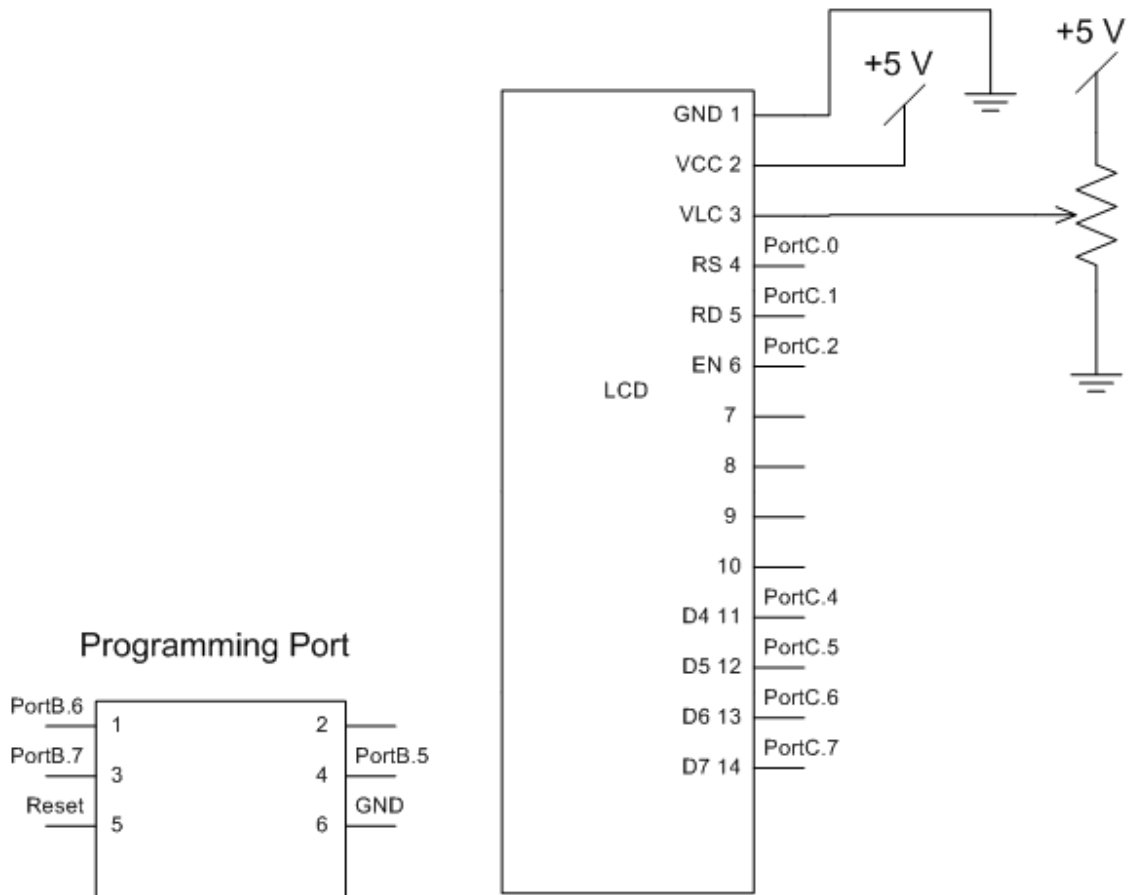 +5 V
+5 V
GND 1
VCC 2
VLC 3
PortC.0
RS 4
PortC.1
RD 5
PortC.2
EN 6
LCD
7
8
9
10
PortC.4
D4 11
PortC.5
D5 12
PortC.6
D6 13
PortC.7
D7 14
Programming Port
PortB.6
1 2
PortB.7
3 4
PortB.5
Reset
5 6
GND